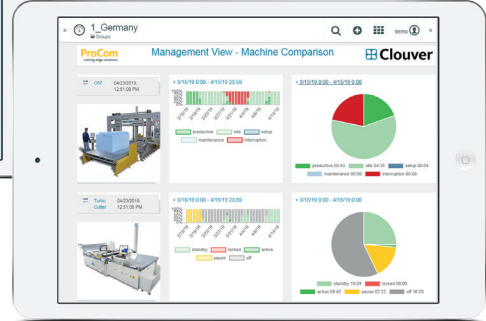 1_Germany
Groups
demo
ProCom
cutting edge solutions
Management View - Machine Comparison
Clouver
04/23/2019,
12:51:08 PM
3/15/19 0:00 - 4/15/19 23:59
productive idle setup
maintenance interruption
3/15/19 0:00 - 4/15/19 23:59
productive 00:43 idle 04:35 setup 00:04
maintenance 00:00 interruption 00:00
Turbo
Cutter
04/23/2019,
12:51:08 PM
3/15/19 0:00 - 4/15/19 23:59
standby locked active
pause off
3/15/19 0:00 - 4/15/19 23:59
standby 16:24 locked 00:00
active 08:42 pause 02:22 off 16:25